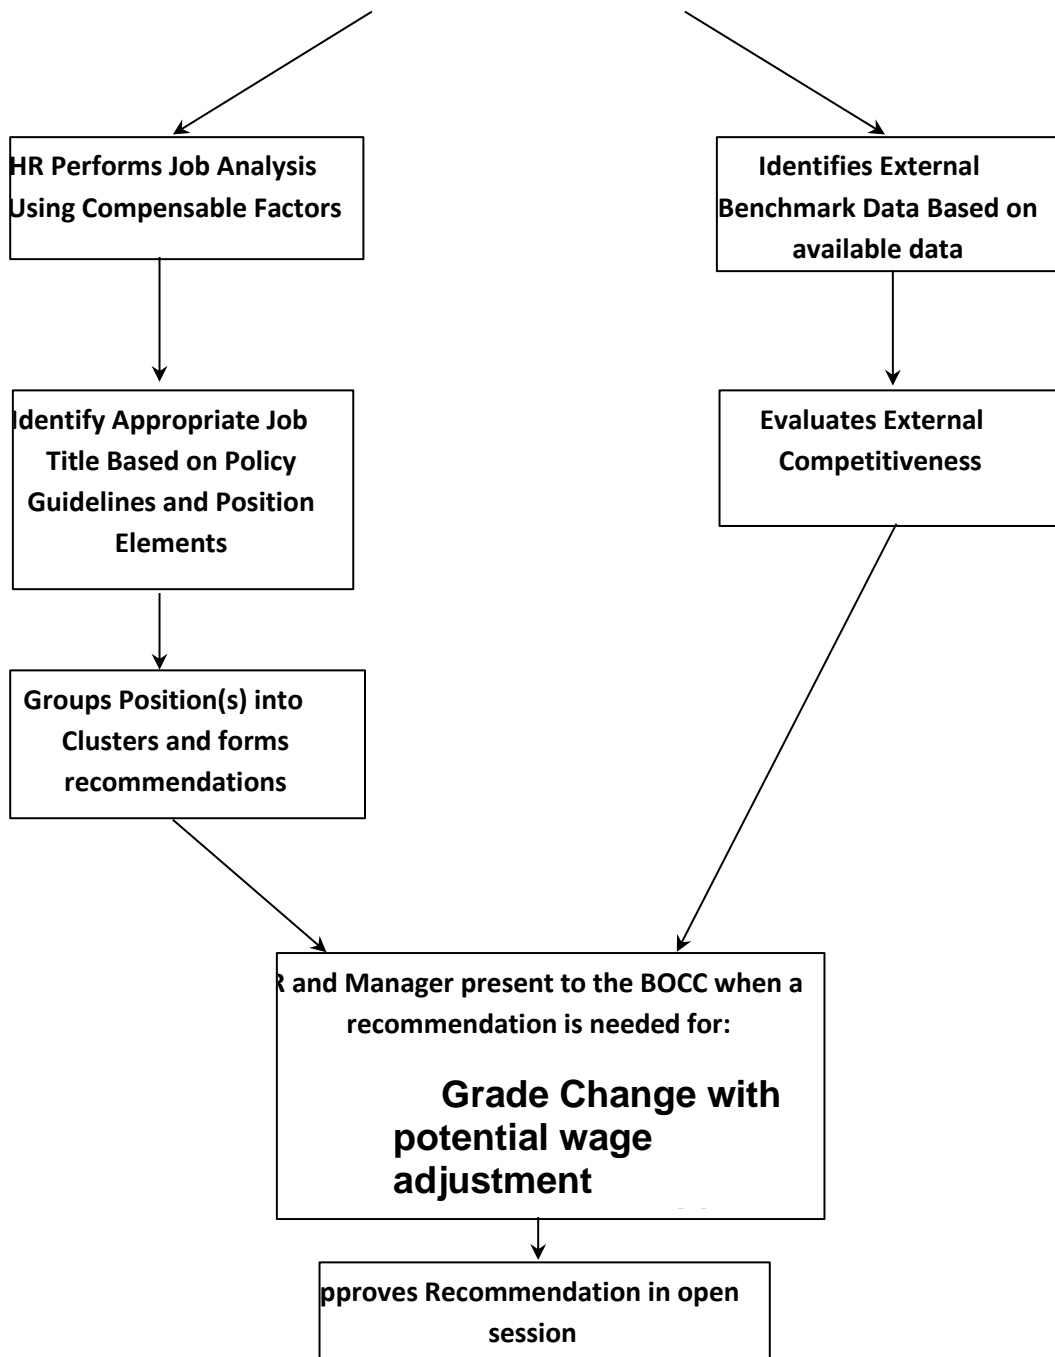 HR Performs Job Analysis
Using Compensable Factors
Identifies External
Benchmark Data Based on
available data
Identify Appropriate Job
Title Based on Policy
Guidelines and Position
Elements
Evaluates External
Competitiveness
Groups Position(s) into
Clusters and forms
recommendations
R and Manager present to the BOCC when a
recommendation is needed for:
Grade Change with
potential wage
adjustment
pproves Recommendation in open
session